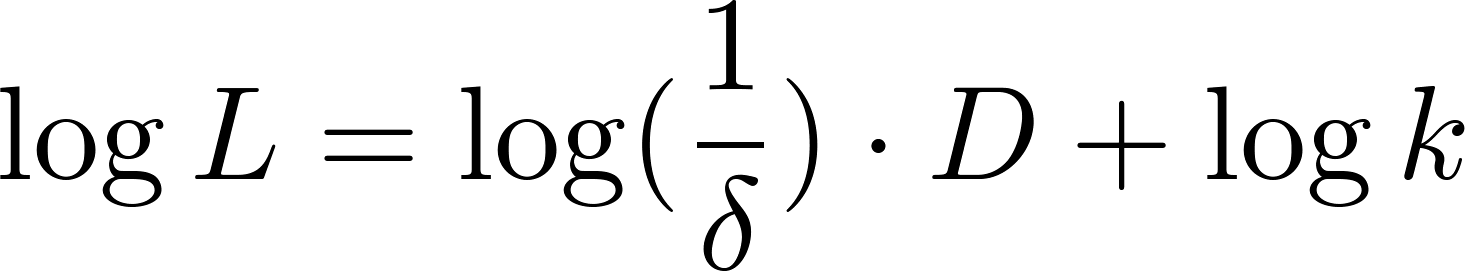 log L = log(1/δ) · D + log k